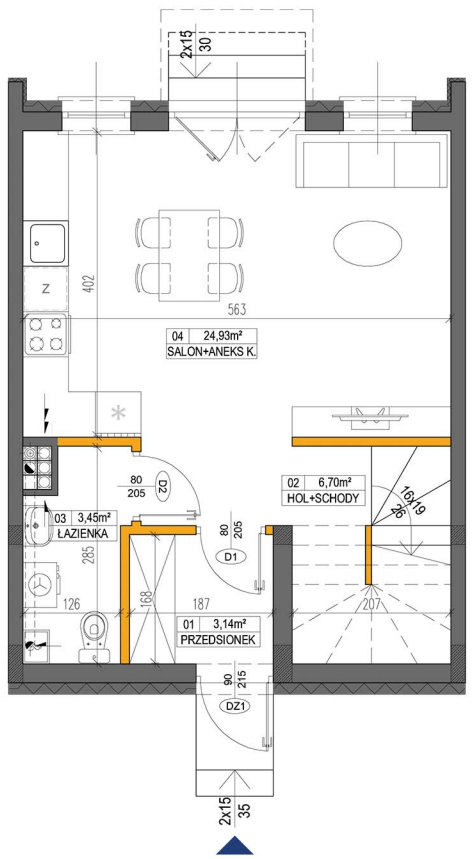 2x15
30
Z
402
563
04 24,93m²
SALON+ANEKS K.
*
80
205
D2
02 6,70m²
HOL+SCHODY
16x19
26
03 3,45m²
ŁAZIENKA
285
80
205
D1
126
168
187
207
01 3,14m²
PRZEDSIONEK
90
215
DZ1
2x15
35